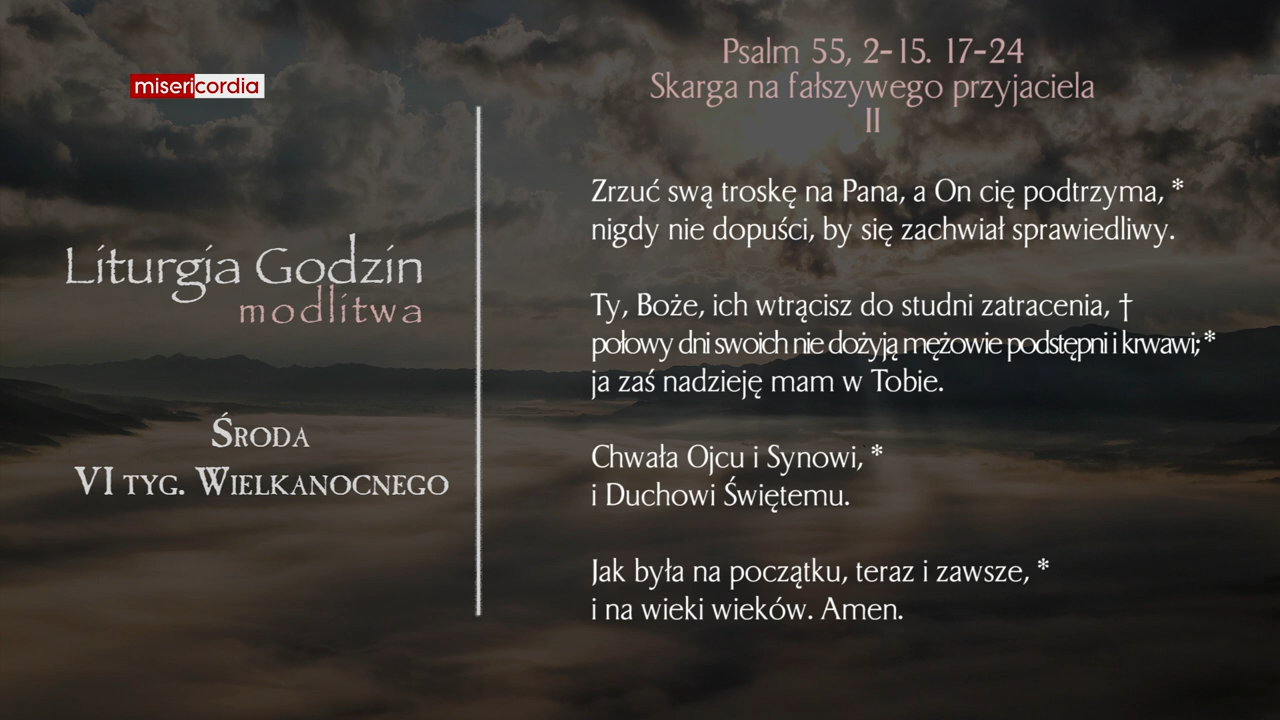 misericordia
Liturgia Godzin
modlitwa
Środa
VI tyg. Wielkanocnego
Psalm 55, 2-15. 17-24
Skarga na fałszywego przyjaciela
II
Zrzuć swą troskę na Pana, a On cię podtrzyma, *
nigdy nie dopuści, by się zachwiał sprawiedliwy.
Ty, Boże, ich wtrącisz do studni zatracenia, †
połowy dni swoich nie dożyją mężowie podstępni i krwawi; *
ja zaś nadzieję mam w Tobie.
Chwała Ojcu i Synowi, *
i Duchowi Świętemu.
Jak była na początku, teraz i zawsze, *
i na wieki wieków. Amen.